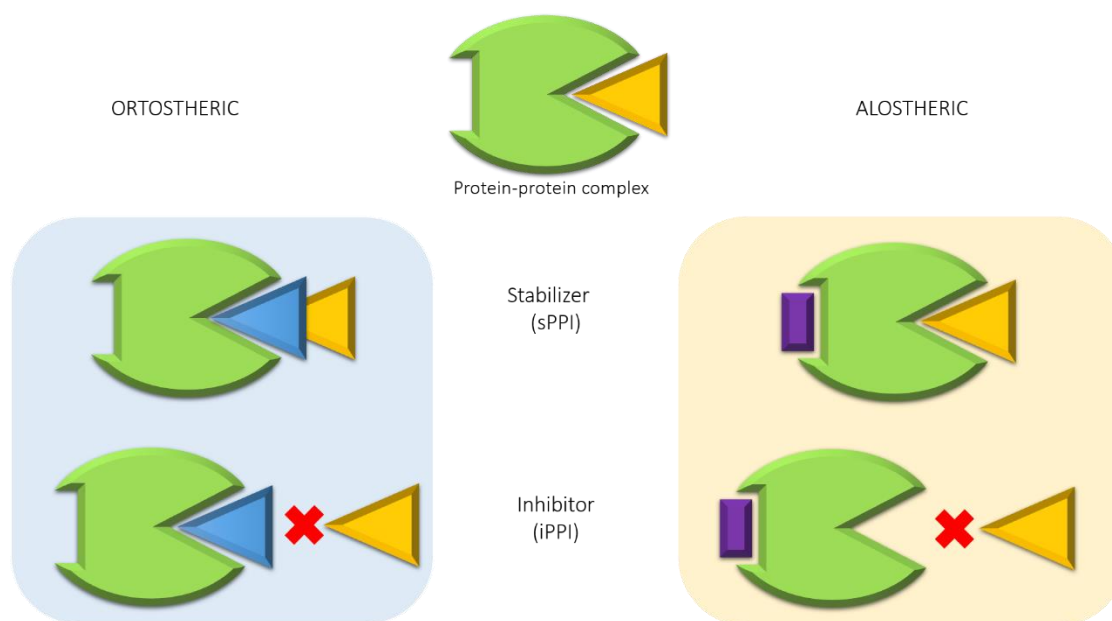 ORTOSTHERIC
ALOSTHERIC
Protein-protein complex
Stabilizer
(sPPI)
Inhibitor
(iPPI)